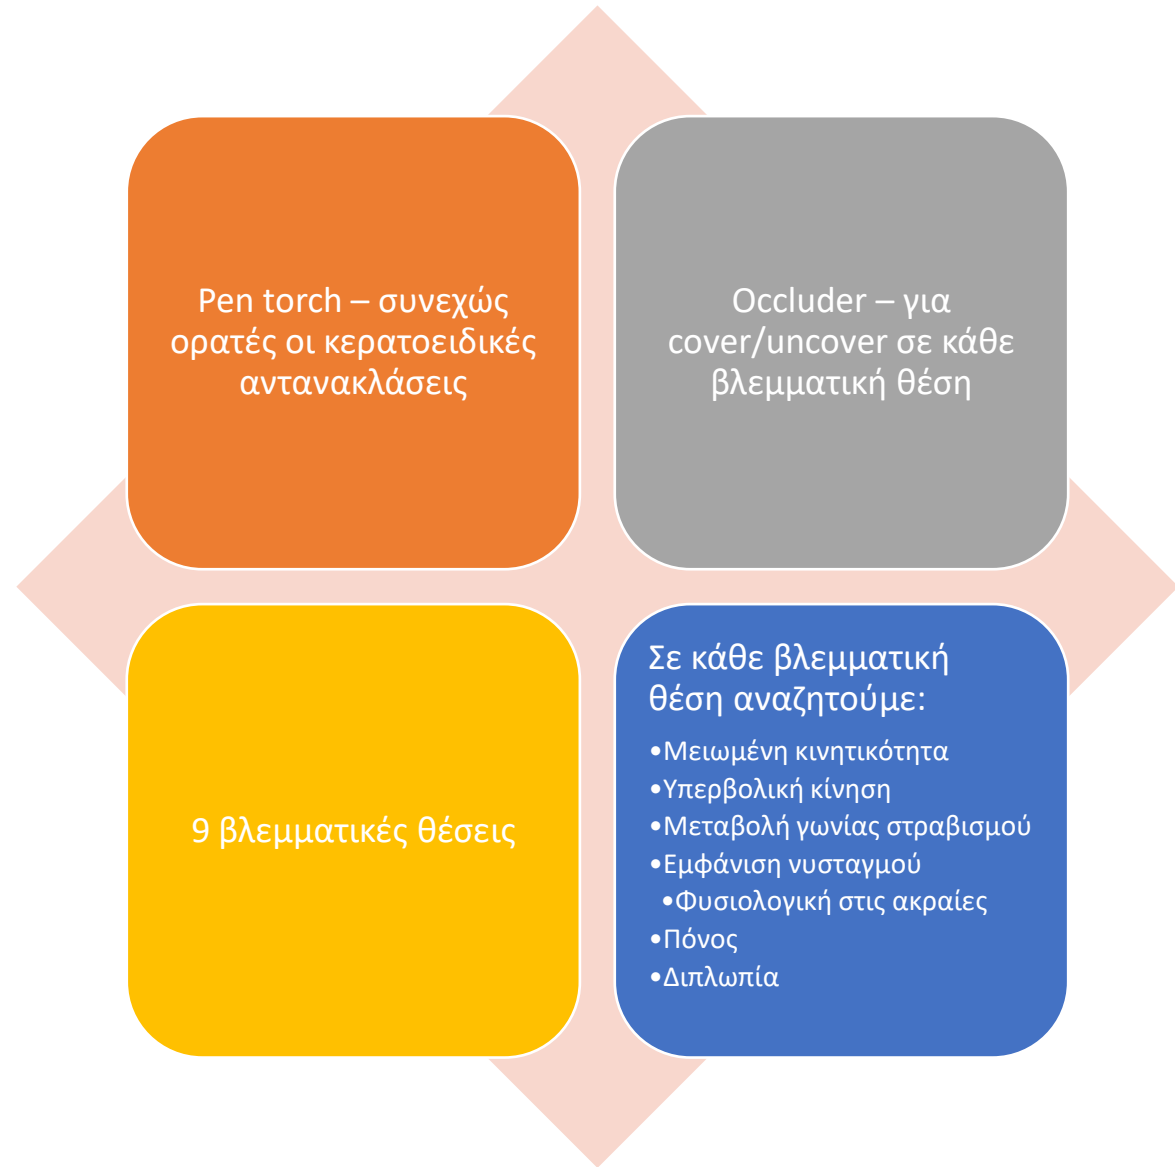 Pen torch – συνεχώς
ορατές οι κερατοειδικές
αντανακλάσεις
Occluder – για
cover/uncover σε κάθε
βλεμματική θέση
9 βλεμματικές θέσεις
Σε κάθε βλεμματική
θέση αναζητούμε:
•Μειωμένη κινητικότητα
•Υπερβολική κίνηση
•Μεταβολή γωνίας στραβισμού
•Εμφάνιση νυσταγμού
•Φυσιολογική στις ακραίες
•Πόνος
•Διπλωπία